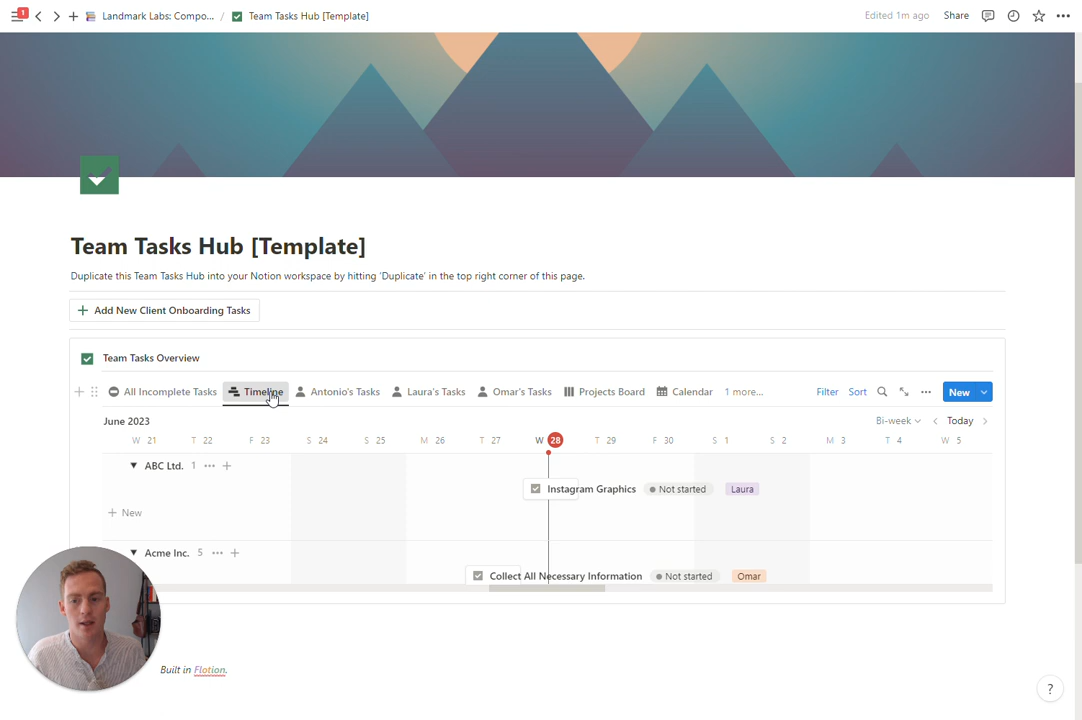 1
Landmark Labs: Compo... / Team Tasks Hub [Template]
Edited 1m ago Share
Team Tasks Hub [Template]
Duplicate this Team Tasks Hub into your Notion workspace by hitting 'Duplicate' in the top right corner of this page.
+ Add New Client Onboarding Tasks
Team Tasks Overview
All Incomplete Tasks Timeline Antonio's Tasks Laura's Tasks Omar's Tasks Projects Board Calendar 1 more... Filter Sort New
June 2023 Bi-week Today
W 21 T 22 F 23 S 24 S 25 M 26 T 27 W 28 T 29 F 30 S 1 S 2 M 3 T 4 W 5
ABC Ltd. 1
Instagram Graphics Not started Laura
+ New
Acme Inc. 5
Collect All Necessary Information Not started Omar
Built in Flotion.
?